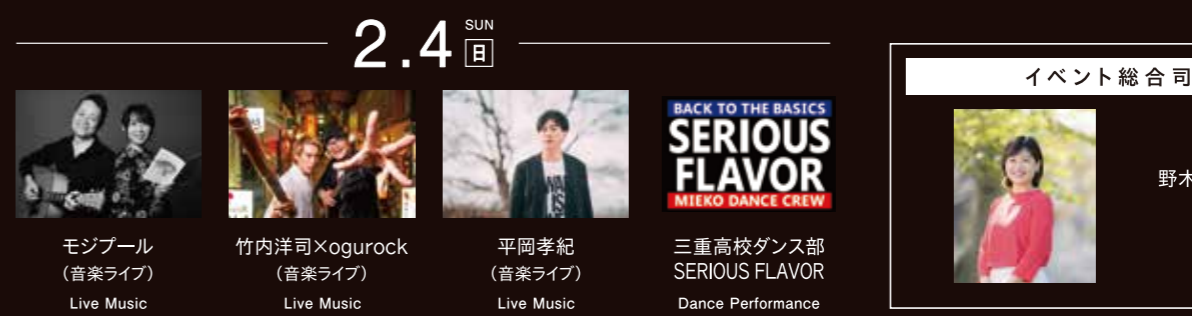 2.4 SUN 日
モジプール
（音楽ライブ）
Live Music
竹内洋司×ogurock
（音楽ライブ）
Live Music
平岡孝紀
（音楽ライブ）
Live Music
BACK TO THE BASICS
SERIOUS
FLAVOR
MIEKO DANCE CREW
三重高校ダンス部
SERIOUS FLAVOR
Dance Performance
イベント総合司
野木